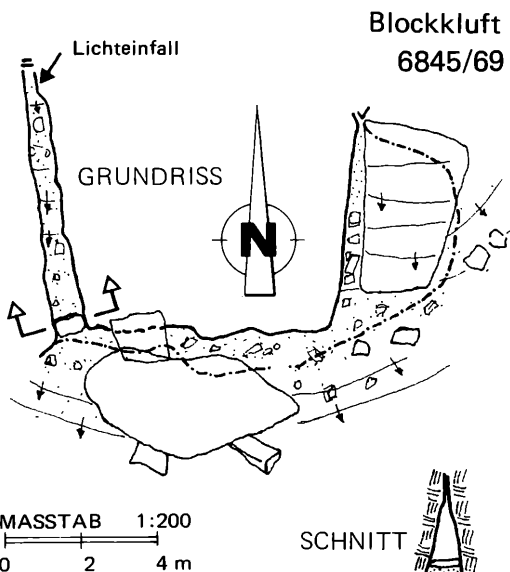 Blockkluft
6845/69
Lichteinfall
GRUNDRISS
N
MASSTAB 1:200
0 2 4 m
SCHNITT